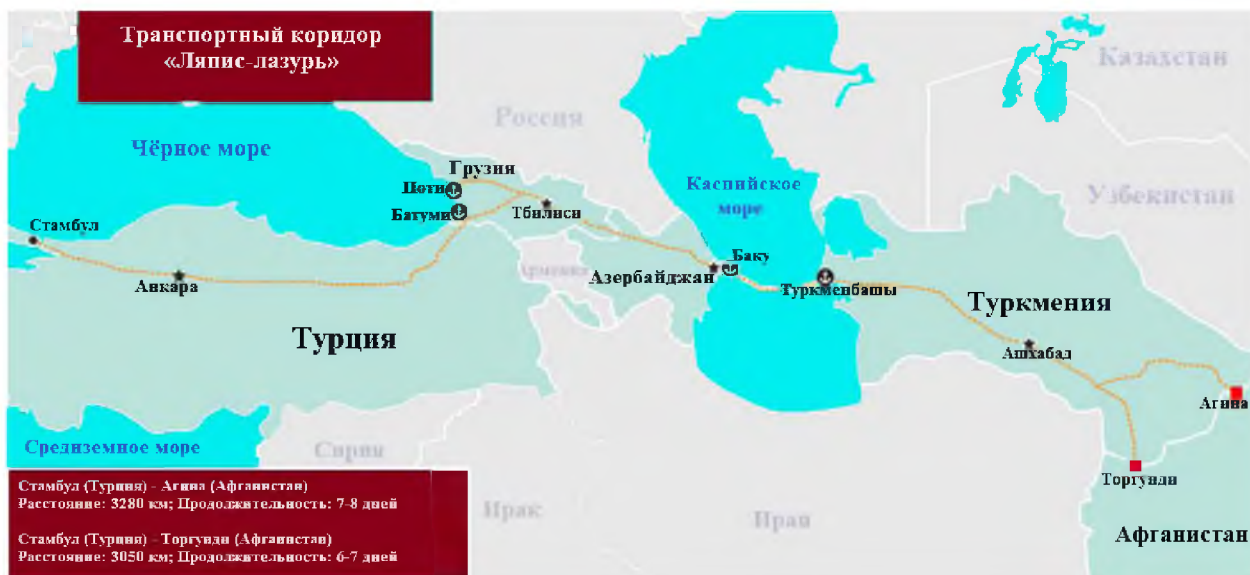 Транспортный коридор
«Ляпис-лазурь»
Казахстан
Россия
Чёрное море
Грузия
Поти
Каспийское
море
Узбекистан
Батуми
Тбилиси
Стамбул
Баку
Армения
Азербайджан
Анкара
Туркменбашы
Туркмения
Турция
Ашхабад
Агина
Средиземное море
Сирия
Торгунди
Стамбул (Турция) - Агина (Афганистан)
Расстояние: 3280 км; Продолжительность: 7-8 дней
Ирак
Иран
Афганистан
Стамбул (Турция) - Торгунди (Афганистан)
Расстояние: 3050 км; Продолжительность: 6-7 дней